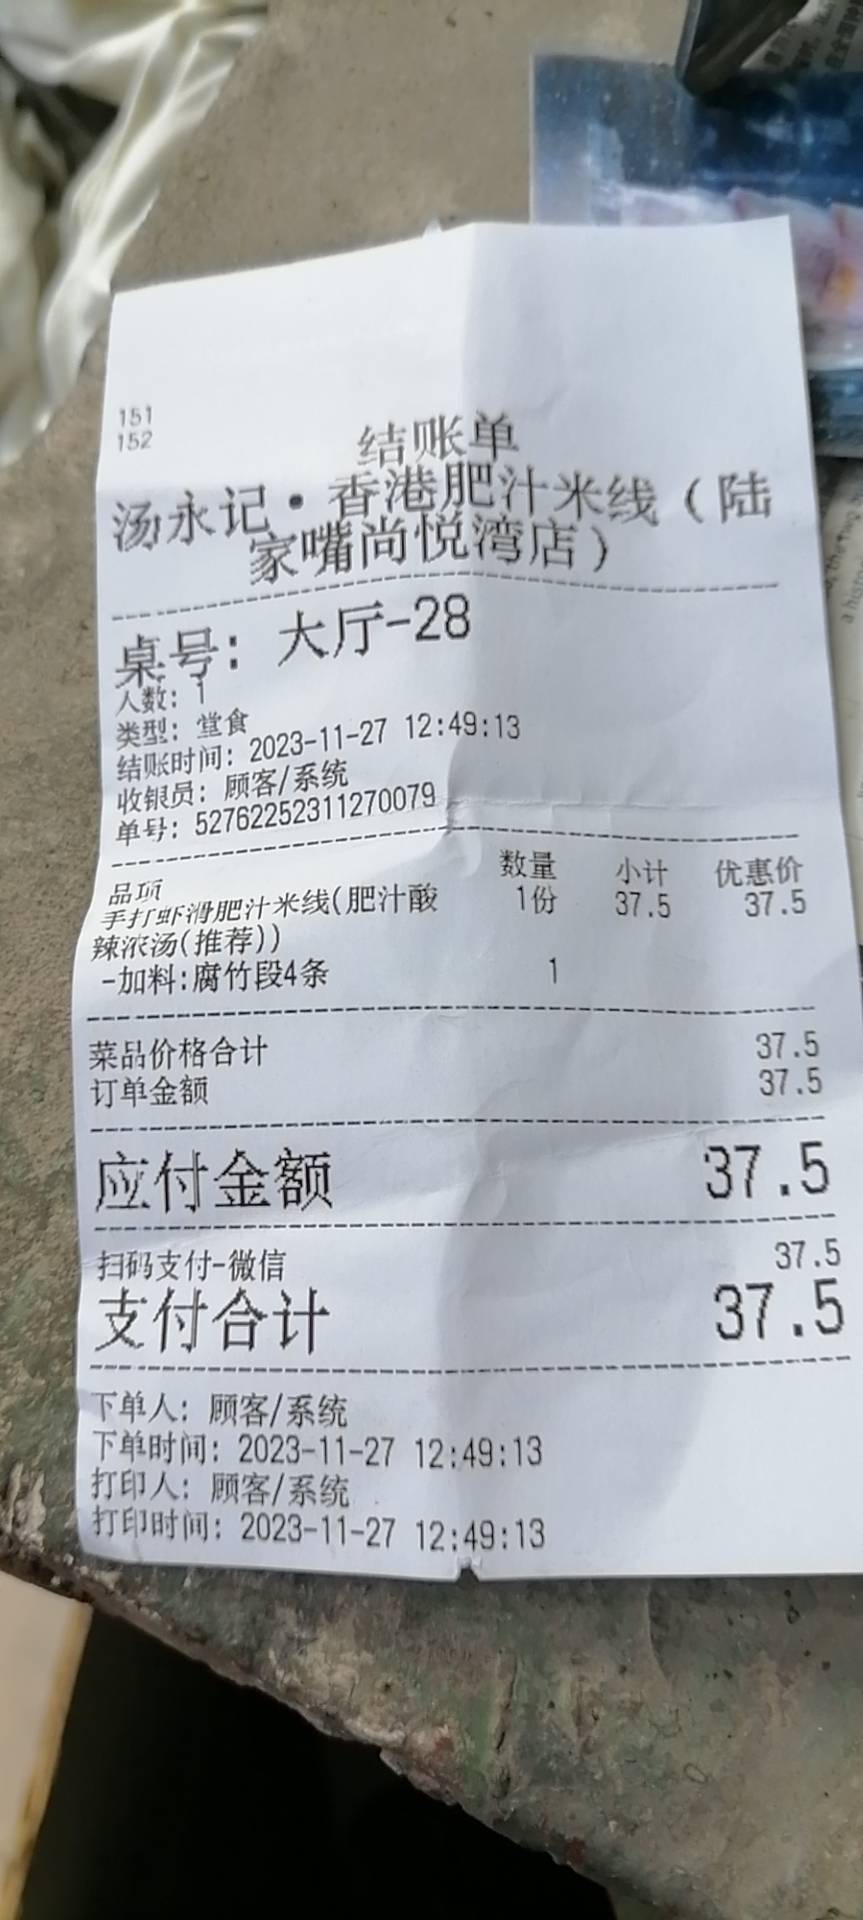 151
152
结账单
汤永记·香港肥汁米线（陆
家嘴尚悦湾店）
桌号：大厅-28
人数：1
类型：堂食
结账时间：2023-11-27 12:49:13
收银员：顾客/系统
单号：52762252311270079
品项 数量 小计 优惠价
手打虾滑肥汁米线(肥汁酸 1份 37.5 37.5
辣浓汤(推荐))
-加料:腐竹段4条 1
菜品价格合计 37.5
订单金额 37.5
应付金额 37.5
扫码支付-微信 37.5
支付合计 37.5
下单人：顾客/系统
下单时间：2023-11-27 12:49:13
打印人：顾客/系统
打印时间：2023-11-27 12:49:13